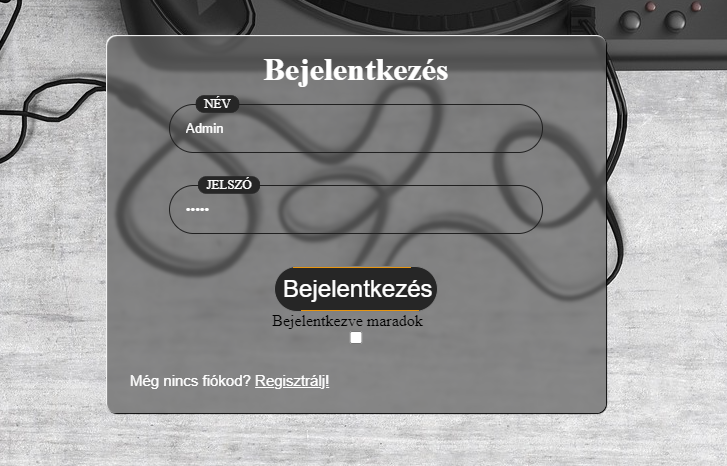 Bejelentkezés
NÉV
Admin
JELSZÓ
•••••
Bejelentkezés
Bejelentkezve maradok
Még nincs fiókod? Regisztrálj!